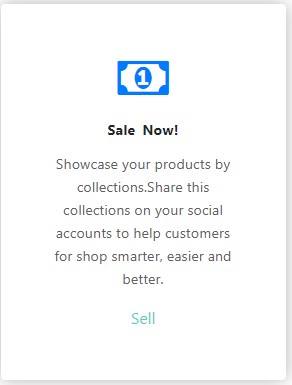 1
Sale Now!
Showcase your products by
collections.Share this
collections on your social
accounts to help customers
for shop smarter, easier and
better.
Sell